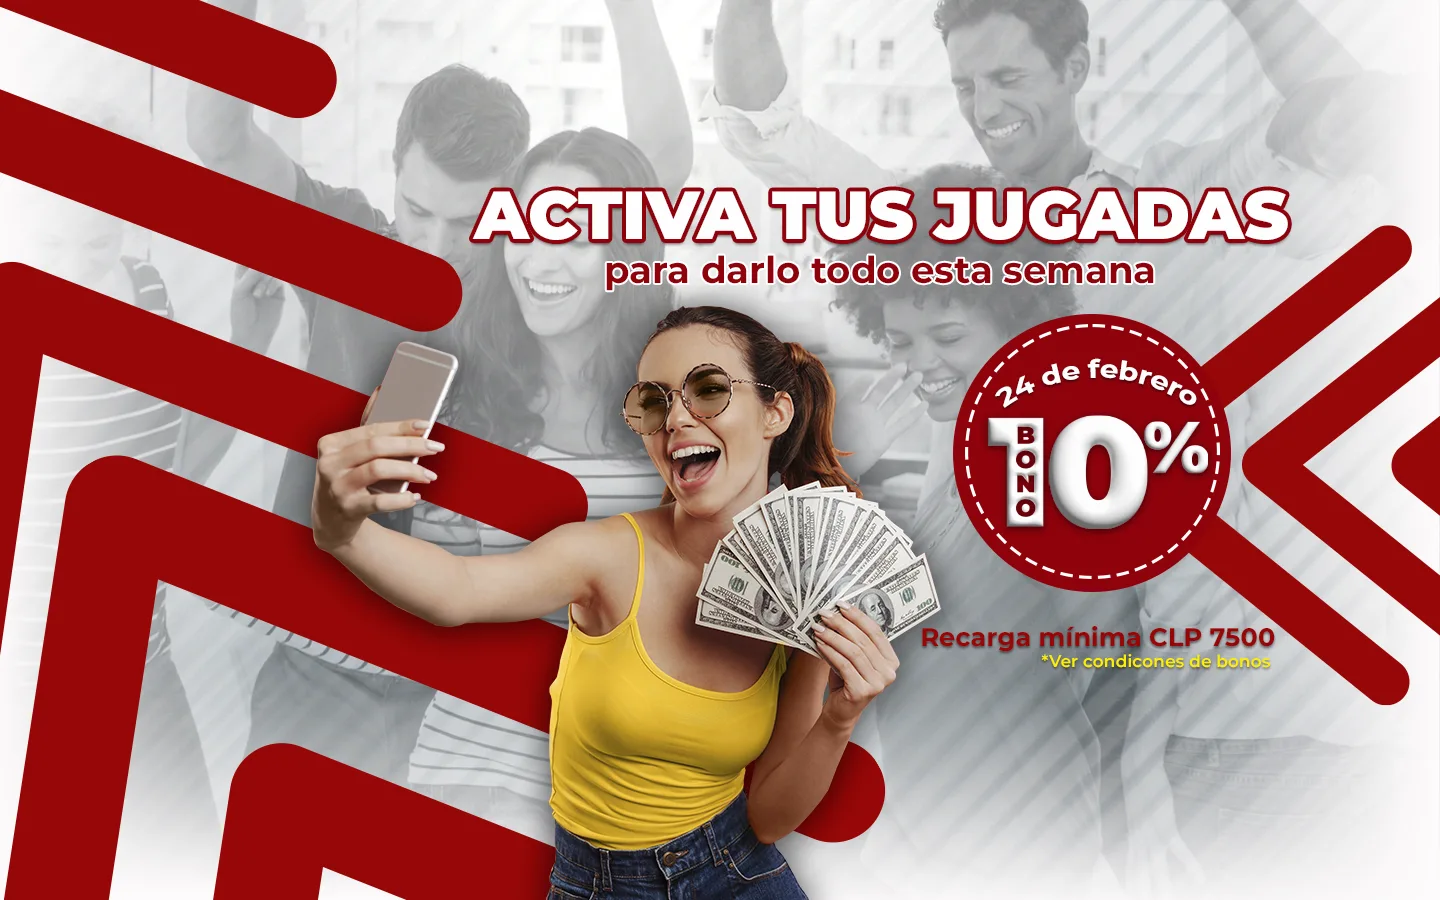 ACTIVA TUS JUGADAS
para darlo todo esta semana
24 de febrero
10%
BONO
Recarga mínima CLP 7500
*Ver condicones de bonos